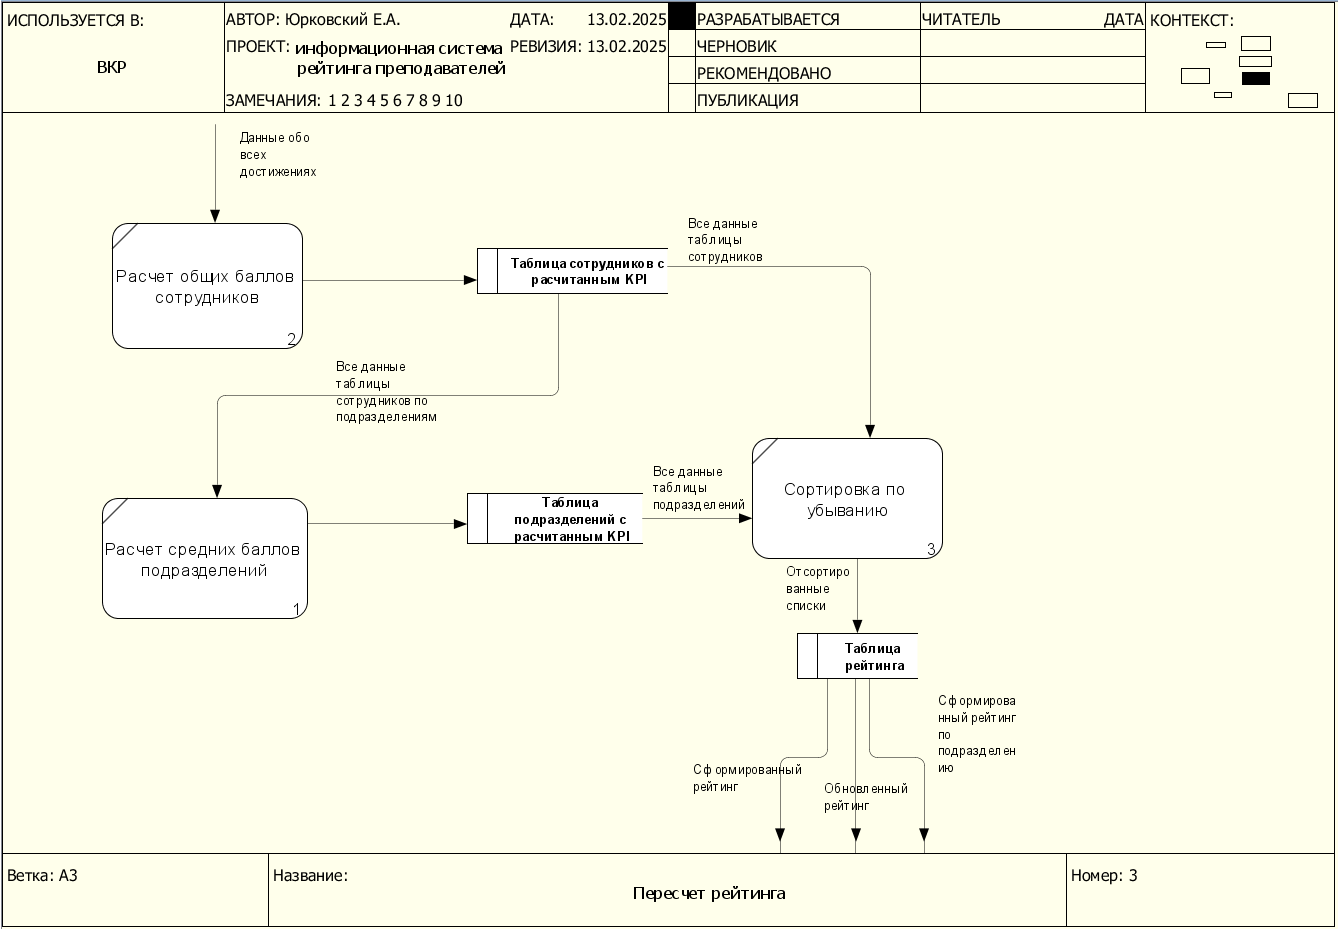 ИСПОЛЬЗУЕТСЯ В:
ВКР
АВТОР: Юрковский Е.А.
ДАТА: 13.02.2025
ПРОЕКТ: информационная система
рейтинга преподавателей
РЕВИЗИЯ: 13.02.2025
ЗАМЕЧАНИЯ: 1 2 3 4 5 6 7 8 9 10
РАЗРАБАТЫВАЕТСЯ
ЧЕРНОВИК
РЕКОМЕНДОВАНО
ПУБЛИКАЦИЯ
ЧИТАТЕЛЬ
ДАТА
КОНТЕКСТ:
Данные обо
всех
достижениях
Расчет общих баллов
сотрудников
2
Таблица сотрудников с
расчитанным KPI
Все данные
таблицы
сотрудников
Все данные
таблицы
сотрудников по
подразделениям
Расчет средних баллов
подразделений
1
Таблица
подразделений с
расчитанным KPI
Все данные
таблицы
подразделений
Сортировка по
убыванию
3
Отсортиро
ванные
списки
Таблица
рейтинга
Сформированный
рейтинг
Обновленный
рейтинг
Сформирова
нный рейтинг
по
подразделен
ию
Ветка: A3
Название:
Пересчет рейтинга
Номер: 3